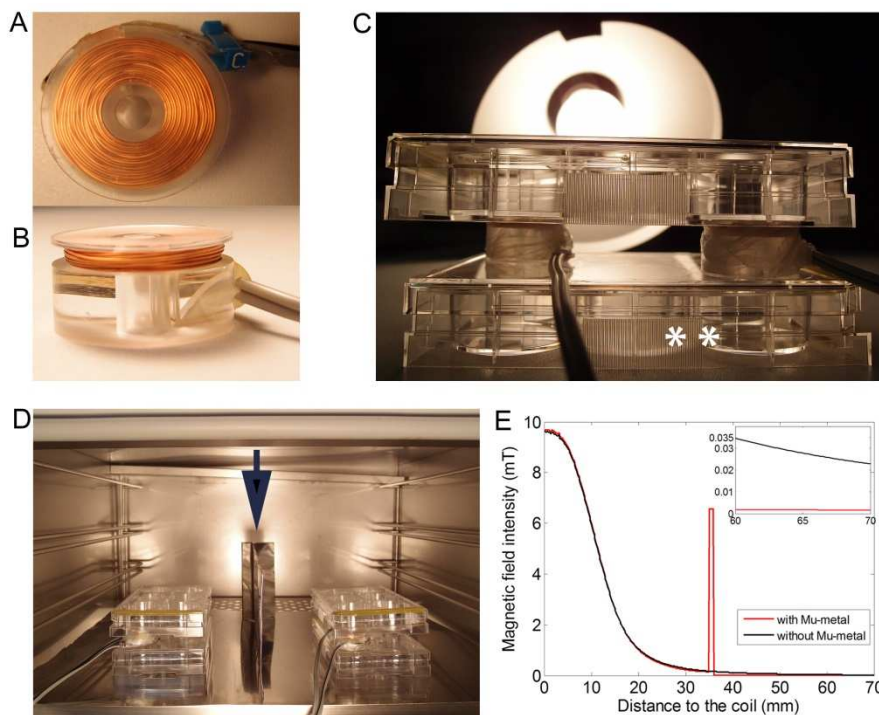 A
B
C
C
* *
D
E
Magnetic field intensity (mT)
10
8
6
4
2
0
0.035
0.03
0.02
0.01
0
60
65
70
with Mu-metal
without Mu-metal
0
10
20
30
40
50
60
70
Distance to the coil (mm)